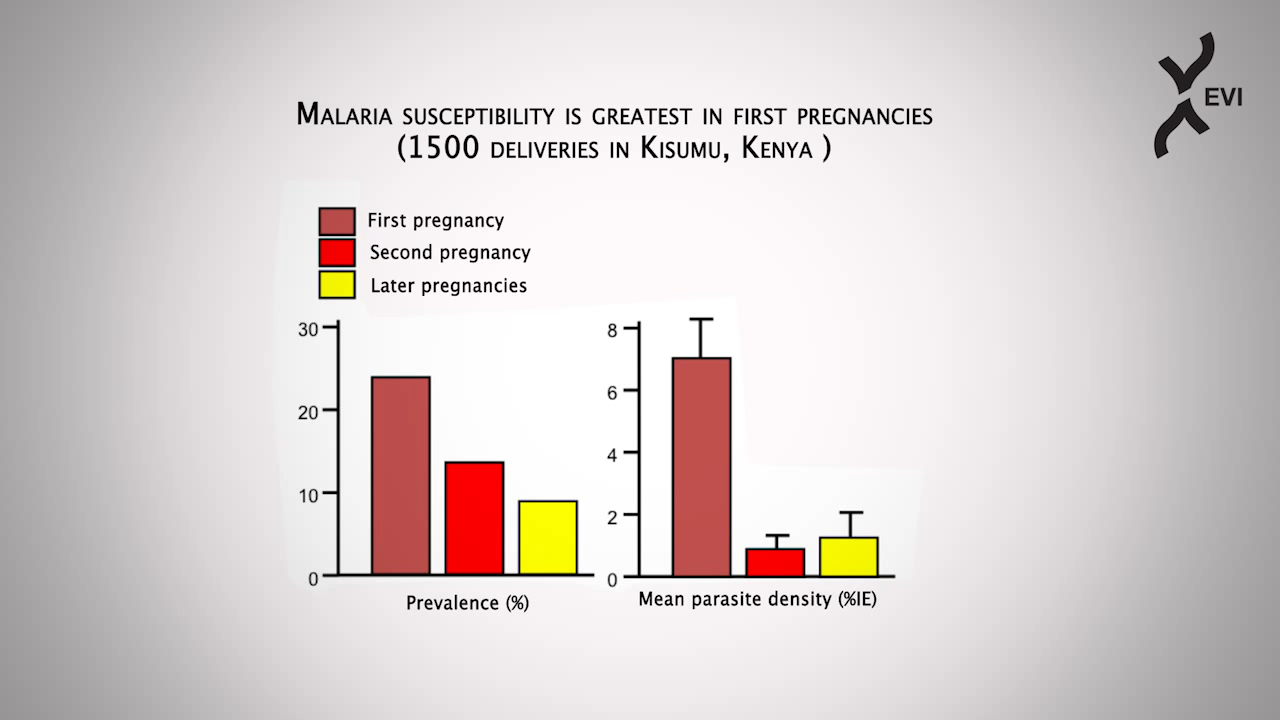 EVI
MALARIA SUSCEPTIBILITY IS GREATEST IN FIRST PREGNANCIES
(1500 DELIVERIES IN KISUMU, KENYA )
First pregnancy
Second pregnancy
Later pregnancies
30
20
10
0
Prevalence (%)
8
6
4
2
0
Mean parasite density (%IE)